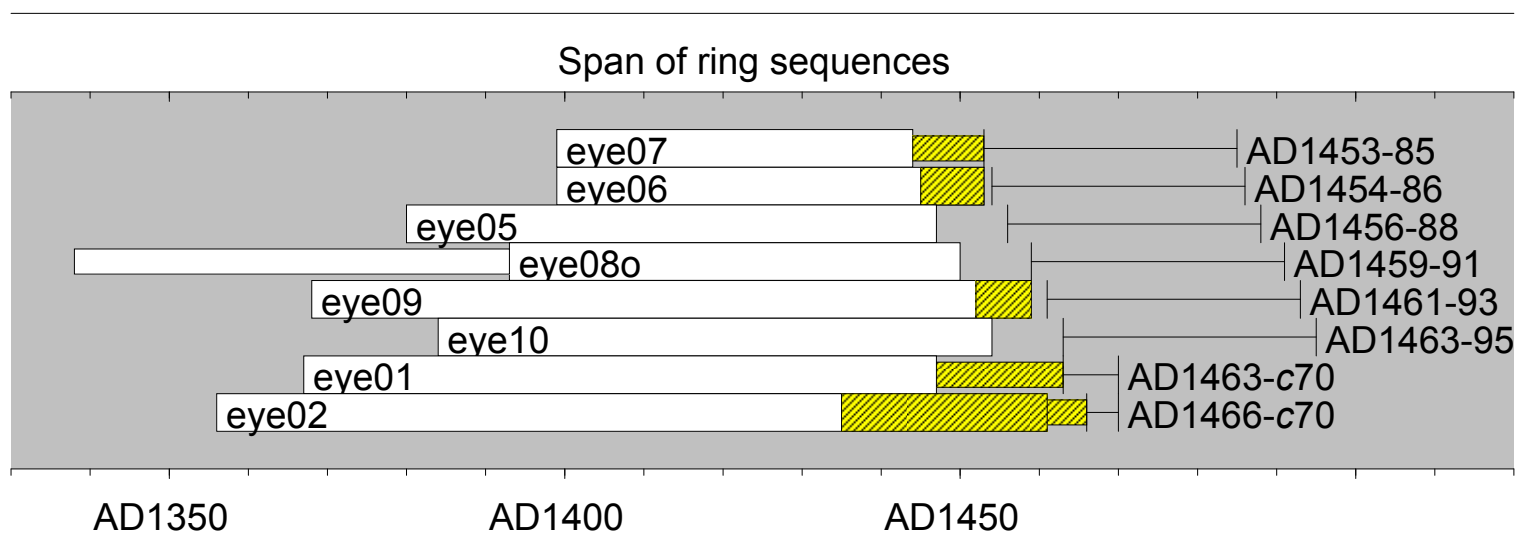 Span of ring sequences
eye07 AD1453-85
eye06 AD1454-86
eye05 AD1456-88
eye08o AD1459-91
eye09 AD1461-93
eye10 AD1463-95
eye01 AD1463-c70
eye02 AD1466-c70
AD1350 AD1400 AD1450